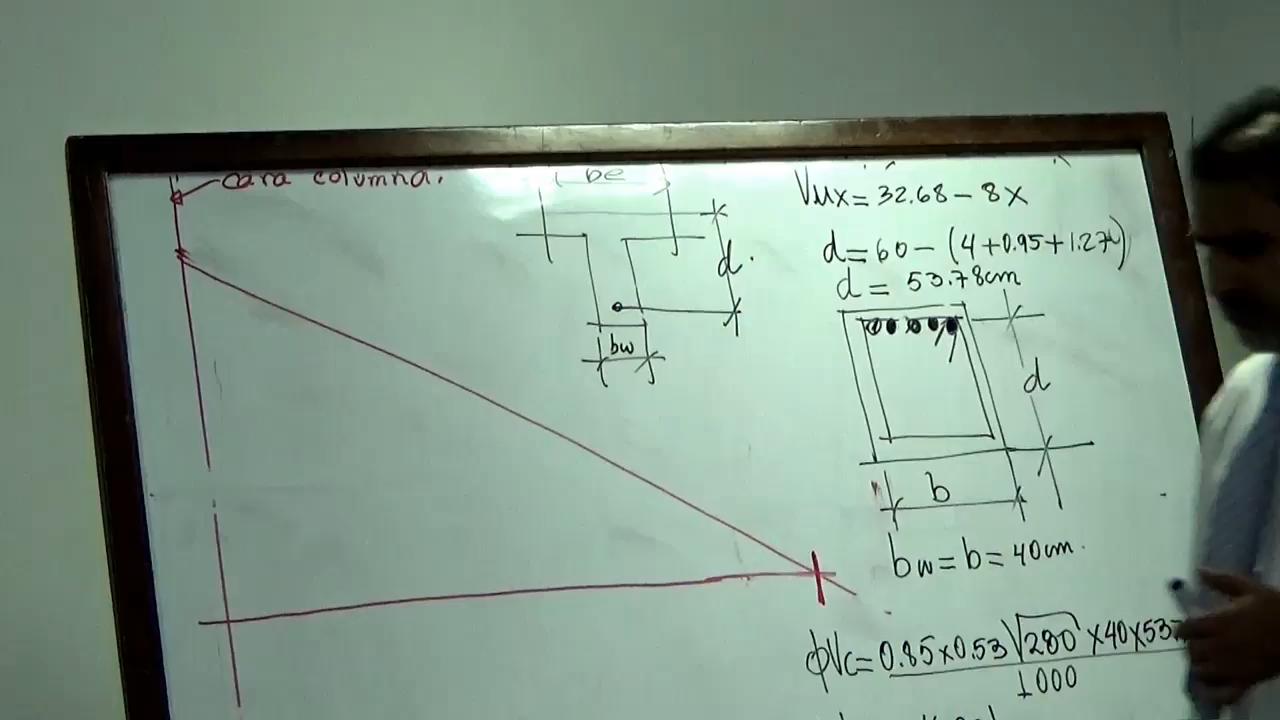 cara columna.
be
d.
bw
Vux = 32.68 - 8x
d = 60 - (4 + 0.95 + 1.27)
d = 53.78cm
d
b
bw = b = 40cm.
ϕVc = 0.85 x 0.53 √280 x 40 x 53.7
1000